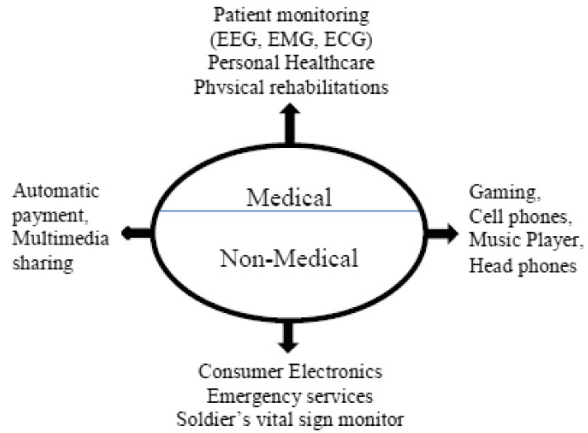 Patient monitoring
(EEG, EMG, ECG)
Personal Healthcare
Physical rehabilitations
Medical
Non-Medical
Automatic
payment,
Multimedia
sharing
Gaming,
Cell phones,
Music Player,
Head phones
Consumer Electronics
Emergency services
Soldier’s vital sign monitor